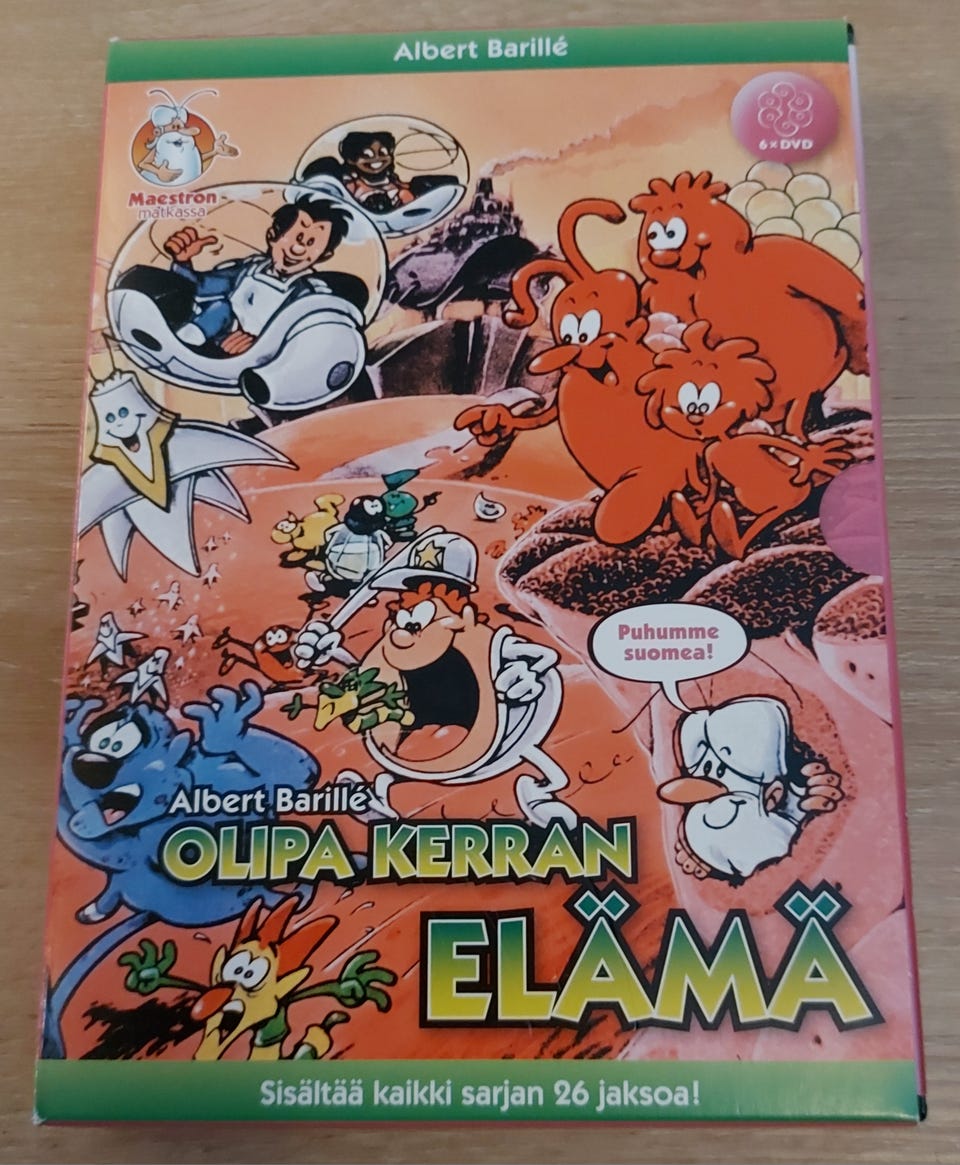 Albert Barillé
6×DVD
Maestron
matkassa
Puhumme
suomea!
Albert Barillé
OLIPA KERRAN
ELÄMÄ
Sisältää kaikki sarjan 26 jaksoa!